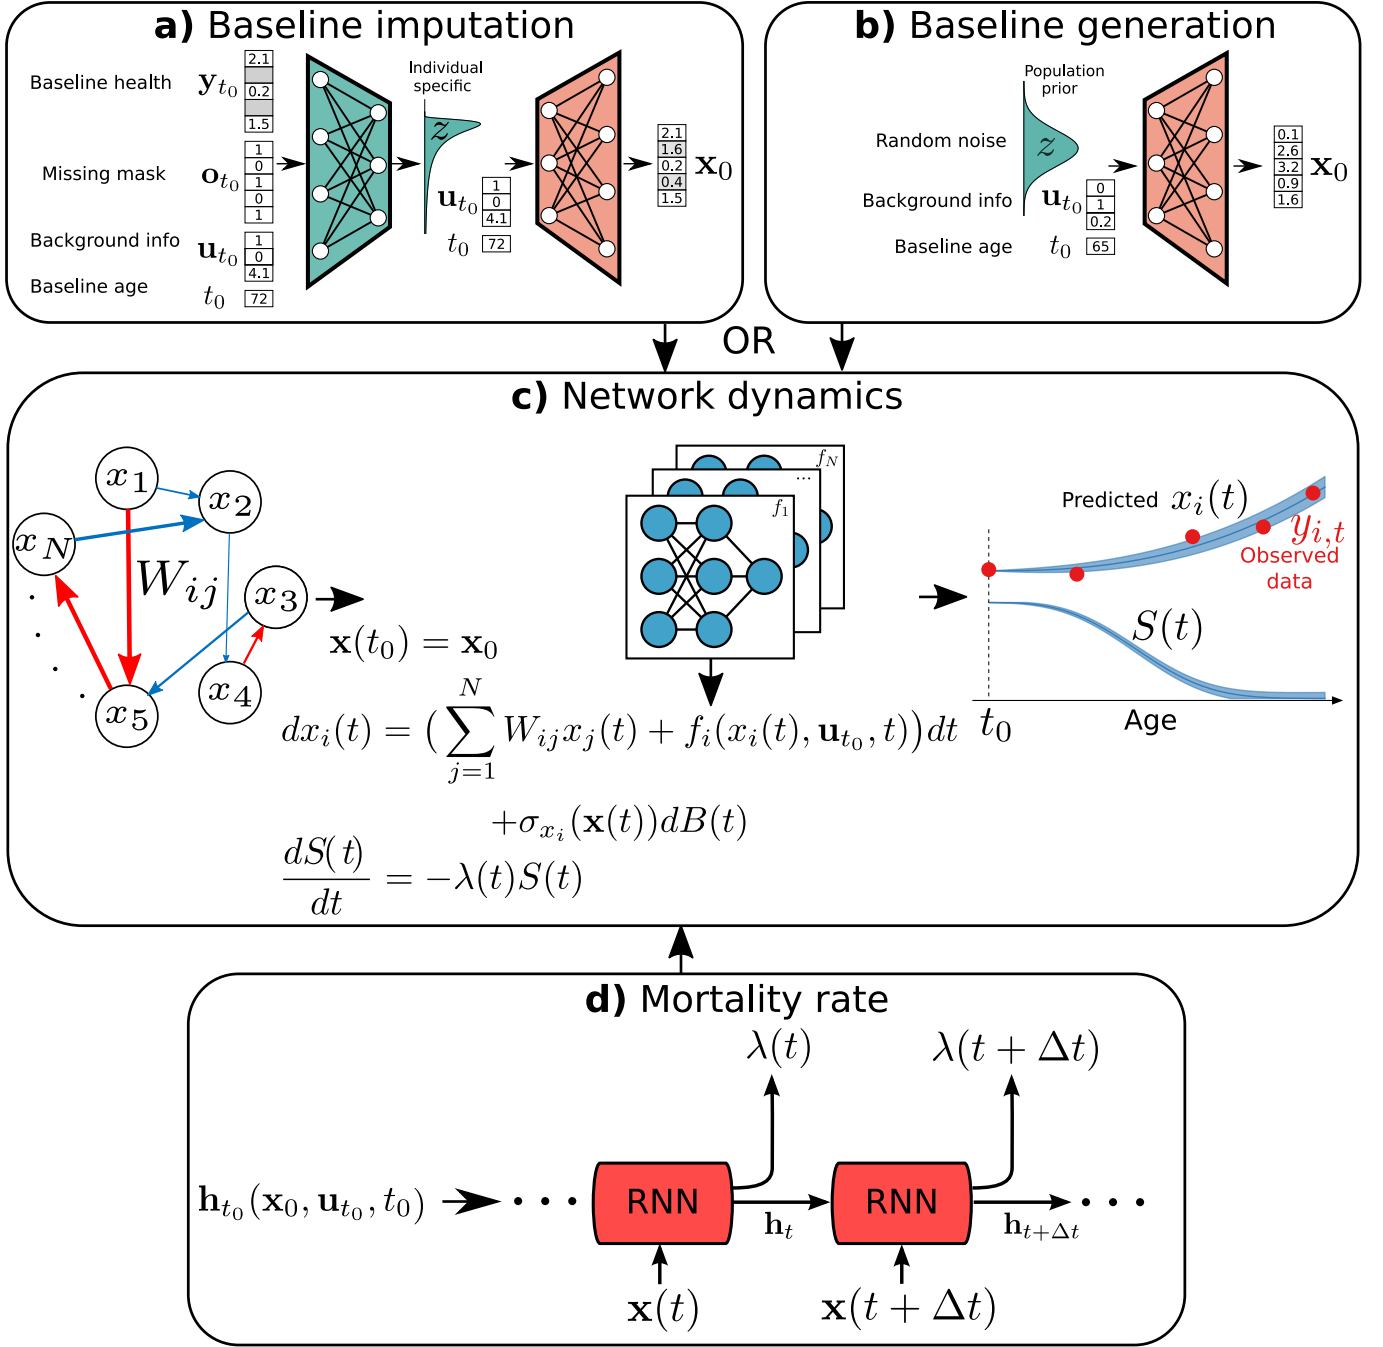 a) Baseline imputation
Baseline health
𝐲_{t_0}
2.1
0.2
1.5
Missing mask
𝐨_{t_0}
1
0
1
0
1
Background info
𝐮_{t_0}
1
0
4.1
Baseline age
t_0
72
Individual
specific
z
𝐮_{t_0}
1
0
4.1
t_0
72
2.1
1.6
0.2
0.4
1.5
𝐱_0
b) Baseline generation
Population
prior
Random noise
z
Background info
𝐮_{t_0}
0
1
0.2
Baseline age
t_0
65
0.1
2.6
3.2
0.9
1.6
𝐱_0
OR
c) Network dynamics
x_1
x_2
x_N
W_{ij}
x_3
x_4
x_5
𝐱(t_0) = 𝐱_0
f_N
...
f_1
Predicted x_i(t)
y_{i,t}
Observed
data
S(t)
t_0
Age
dx_i(t) = (∑_{j=1}^{N} W_{ij}x_j(t) + f_i(x_i(t), 𝐮_{t_0}, t))dt
+σ_{x_i}(𝐱(t))dB(t)
dS(t)/dt = −λ(t)S(t)
d) Mortality rate
λ(t)
λ(t + Δt)
𝐡_{t_0}(𝐱_0, 𝐮_{t_0}, t_0)
RNN
𝐡_t
RNN
𝐡_{t+Δt}
𝐱(t)
𝐱(t + Δt)